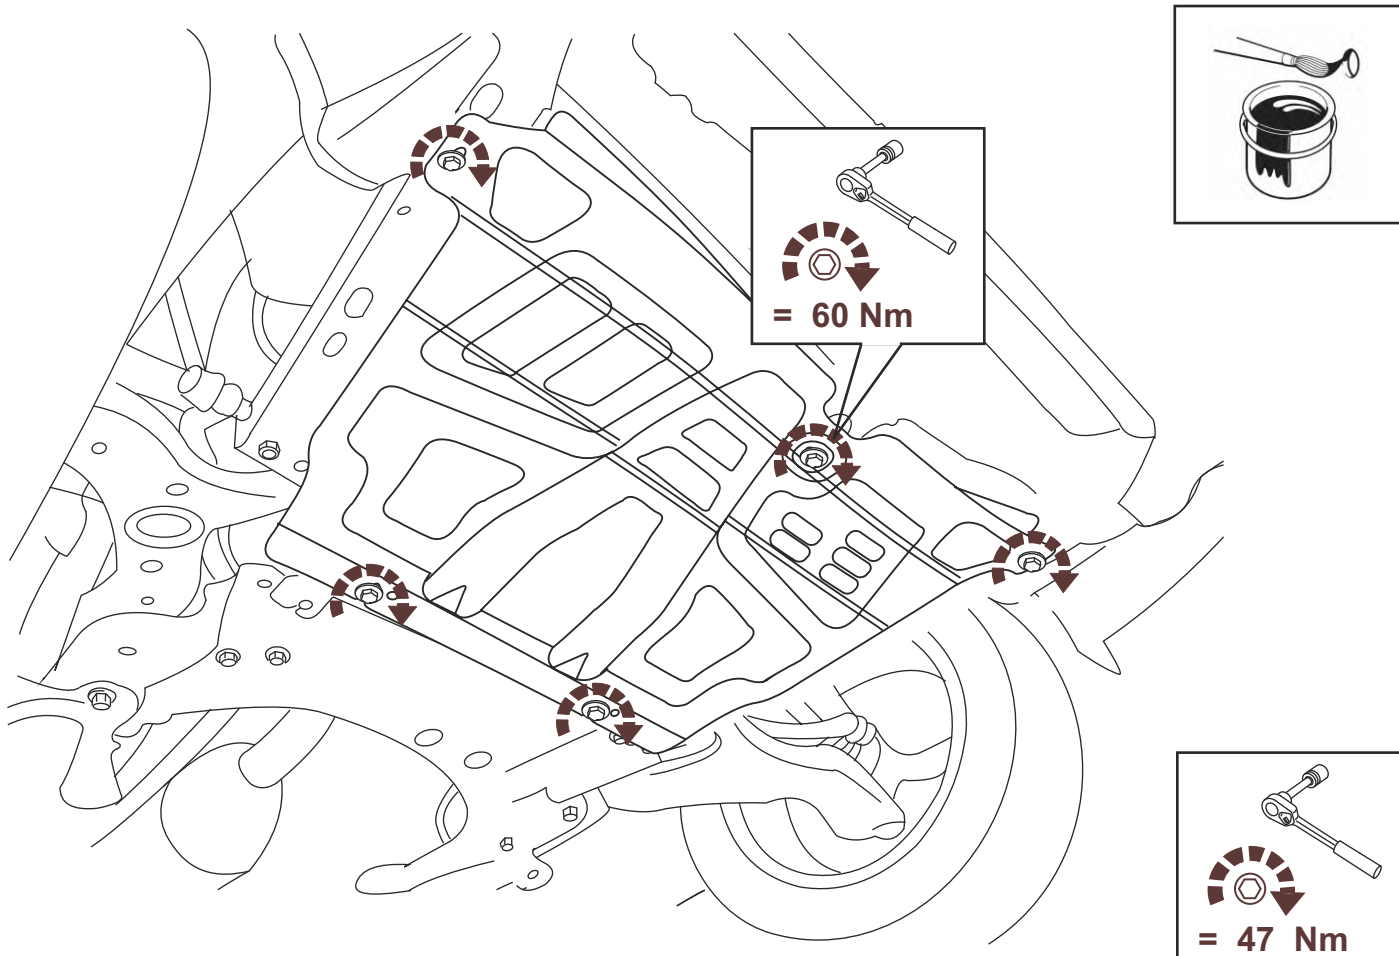 = 60 Nm
= 47 Nm